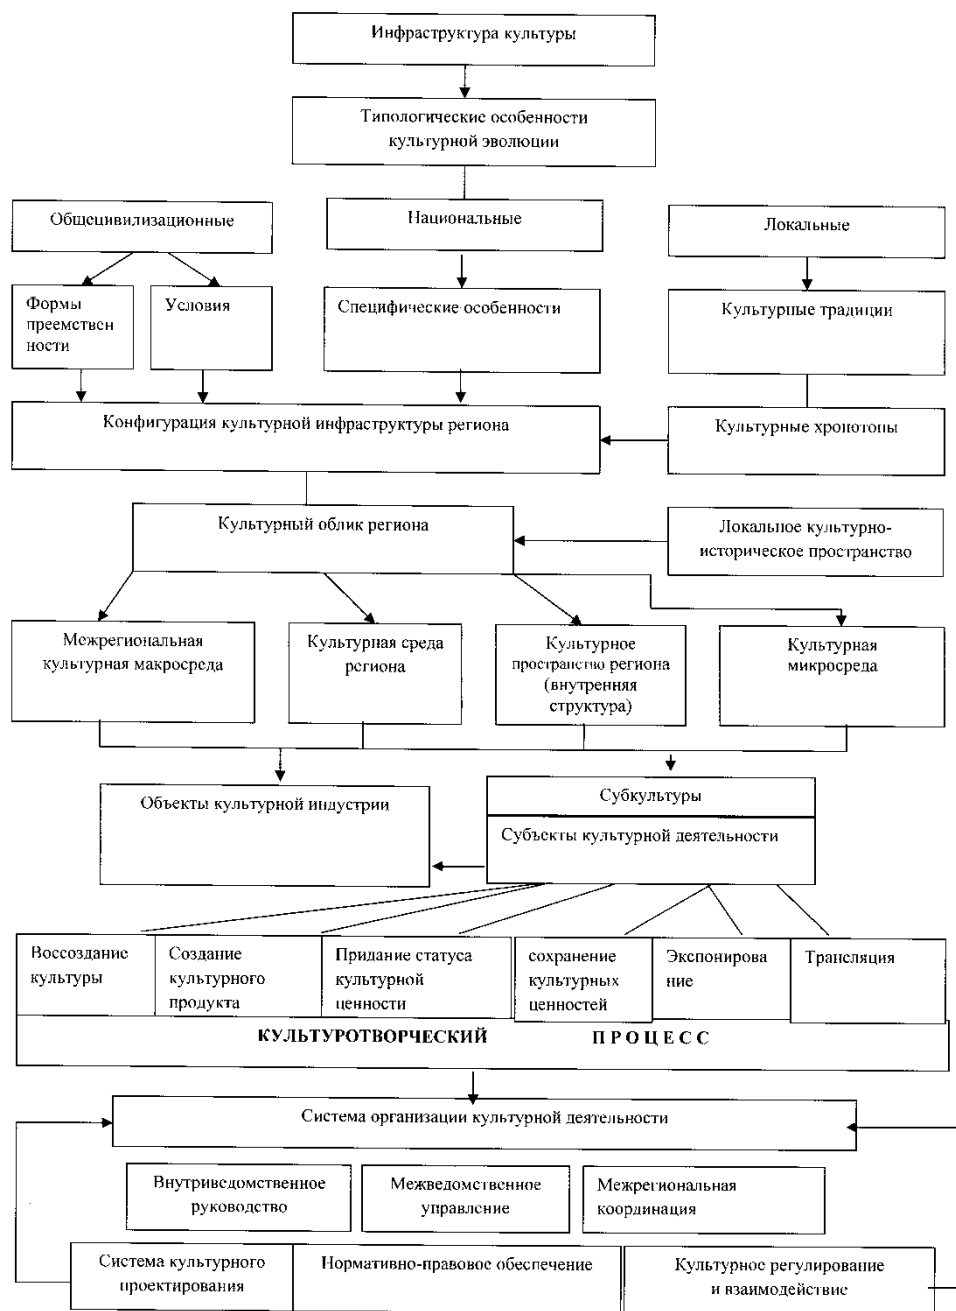 Инфраструктура культуры
Типологические особенности
культурной эволюции
Общецивилизационные
Национальные
Локальные
Формы
преемствен
ности
Условия
Специфические особенности
Культурные традиции
Конфигурация культурной инфраструктуры региона
Культурные хронотопы
Культурный облик региона
Локальное культурно-
историческое пространство
Межрегиональная
культурная макросреда
Культурная среда
региона
Культурное
пространство региона
(внутренняя
структура)
Культурная
микросреда
Объекты культурной индустрии
Субкультуры
Субъекты культурной деятельности
Воссоздание
культуры
Создание
культурного
продукта
Придание статуса
культурной
ценности
сохранение
культурных
ценностей
Экспонирова
ние
Трансляция
КУЛЬТУРОТВОРЧЕСКИЙ П Р О Ц Е С С
Система организации культурной деятельности
Внутриведомственное
руководство
Межведомственное
управление
Межрегиональная
координация
Система культурного
проектирования
Нормативно-правовое обеспечение
Культурное регулирование
и взаимодействие